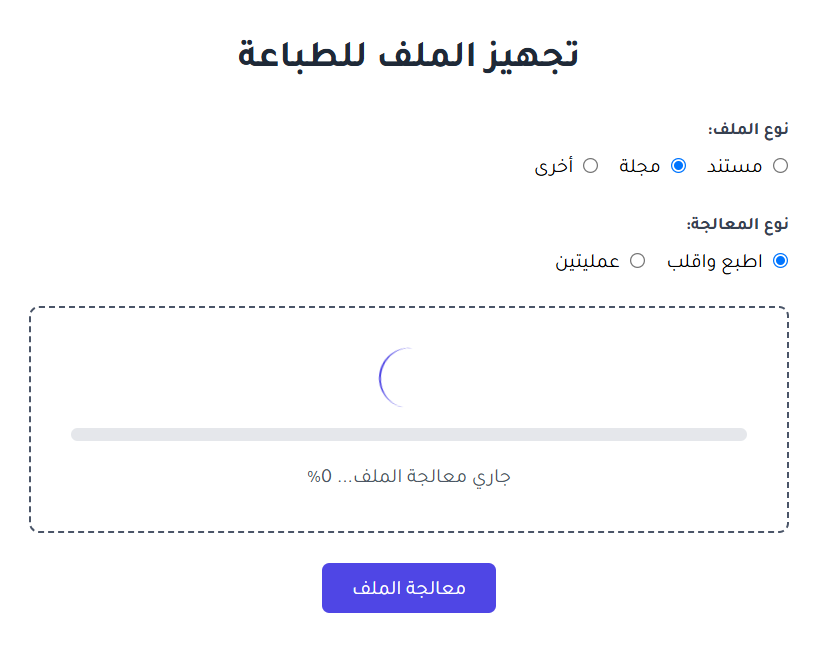 تجهيز الملف للطباعة
نوع الملف:
مستند مجلة أخرى
نوع المعالجة:
اطبع واقلب عمليتين
جاري معالجة الملف... 0%
معالجة الملف